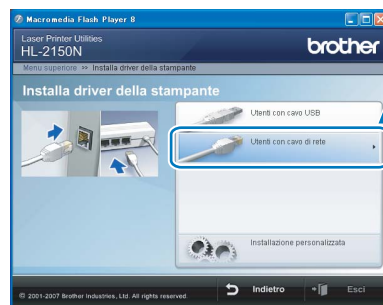 Macromedia Flash Player 8
Laser Printer Utilities
HL-2150N
brother
Menu superiore >> Installa driver della stampante
Installa driver della stampante
Utenti con cavo USB
Utenti con cavo di rete
Installazione personalizzata
© 2001-2007 Brother Industries, Ltd. All rights reserved.
Indietro
Esci